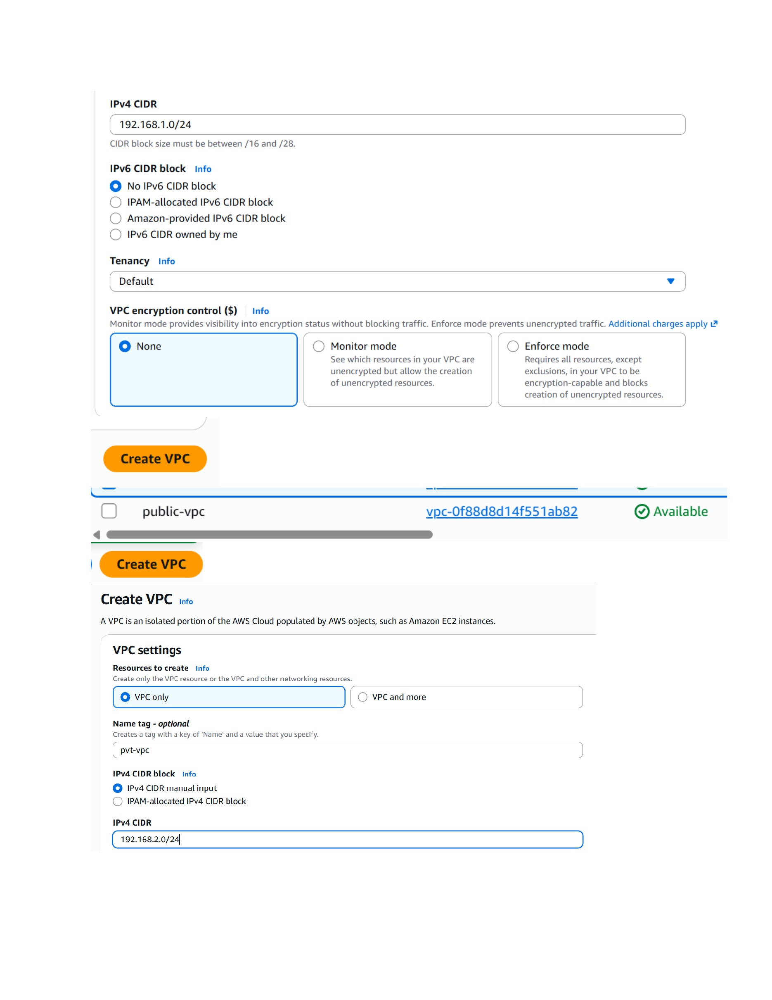 IPv4 CIDR
192.168.1.0/24
CIDR block size must be between /16 and /28.
IPv6 CIDR block Info
No IPv6 CIDR block
IPAM-allocated IPv6 CIDR block
Amazon-provided IPv6 CIDR block
IPv6 CIDR owned by me
Tenancy Info
Default
VPC encryption control ($) Info
Monitor mode provides visibility into encryption status without blocking traffic. Enforce mode prevents unencrypted traffic. Additional charges apply
None
Monitor mode
See which resources in your VPC are
unencrypted but allow the creation
of unencrypted resources.
Enforce mode
Requires all resources, except
exclusions, in your VPC to be
encryption-capable and blocks
creation of unencrypted resources.
Create VPC
public-vpc vpc-0f88d8d14f551ab82 Available
Create VPC
Create VPC Info
A VPC is an isolated portion of the AWS Cloud populated by AWS objects, such as Amazon EC2 instances.
VPC settings
Resources to create Info
Create only the VPC resource or the VPC and other networking resources.
VPC only VPC and more
Name tag - optional
Creates a tag with a key of 'Name' and a value that you specify.
pvt-vpc
IPv4 CIDR block Info
IPv4 CIDR manual input
IPAM-allocated IPv4 CIDR block
IPv4 CIDR
192.168.2.0/24